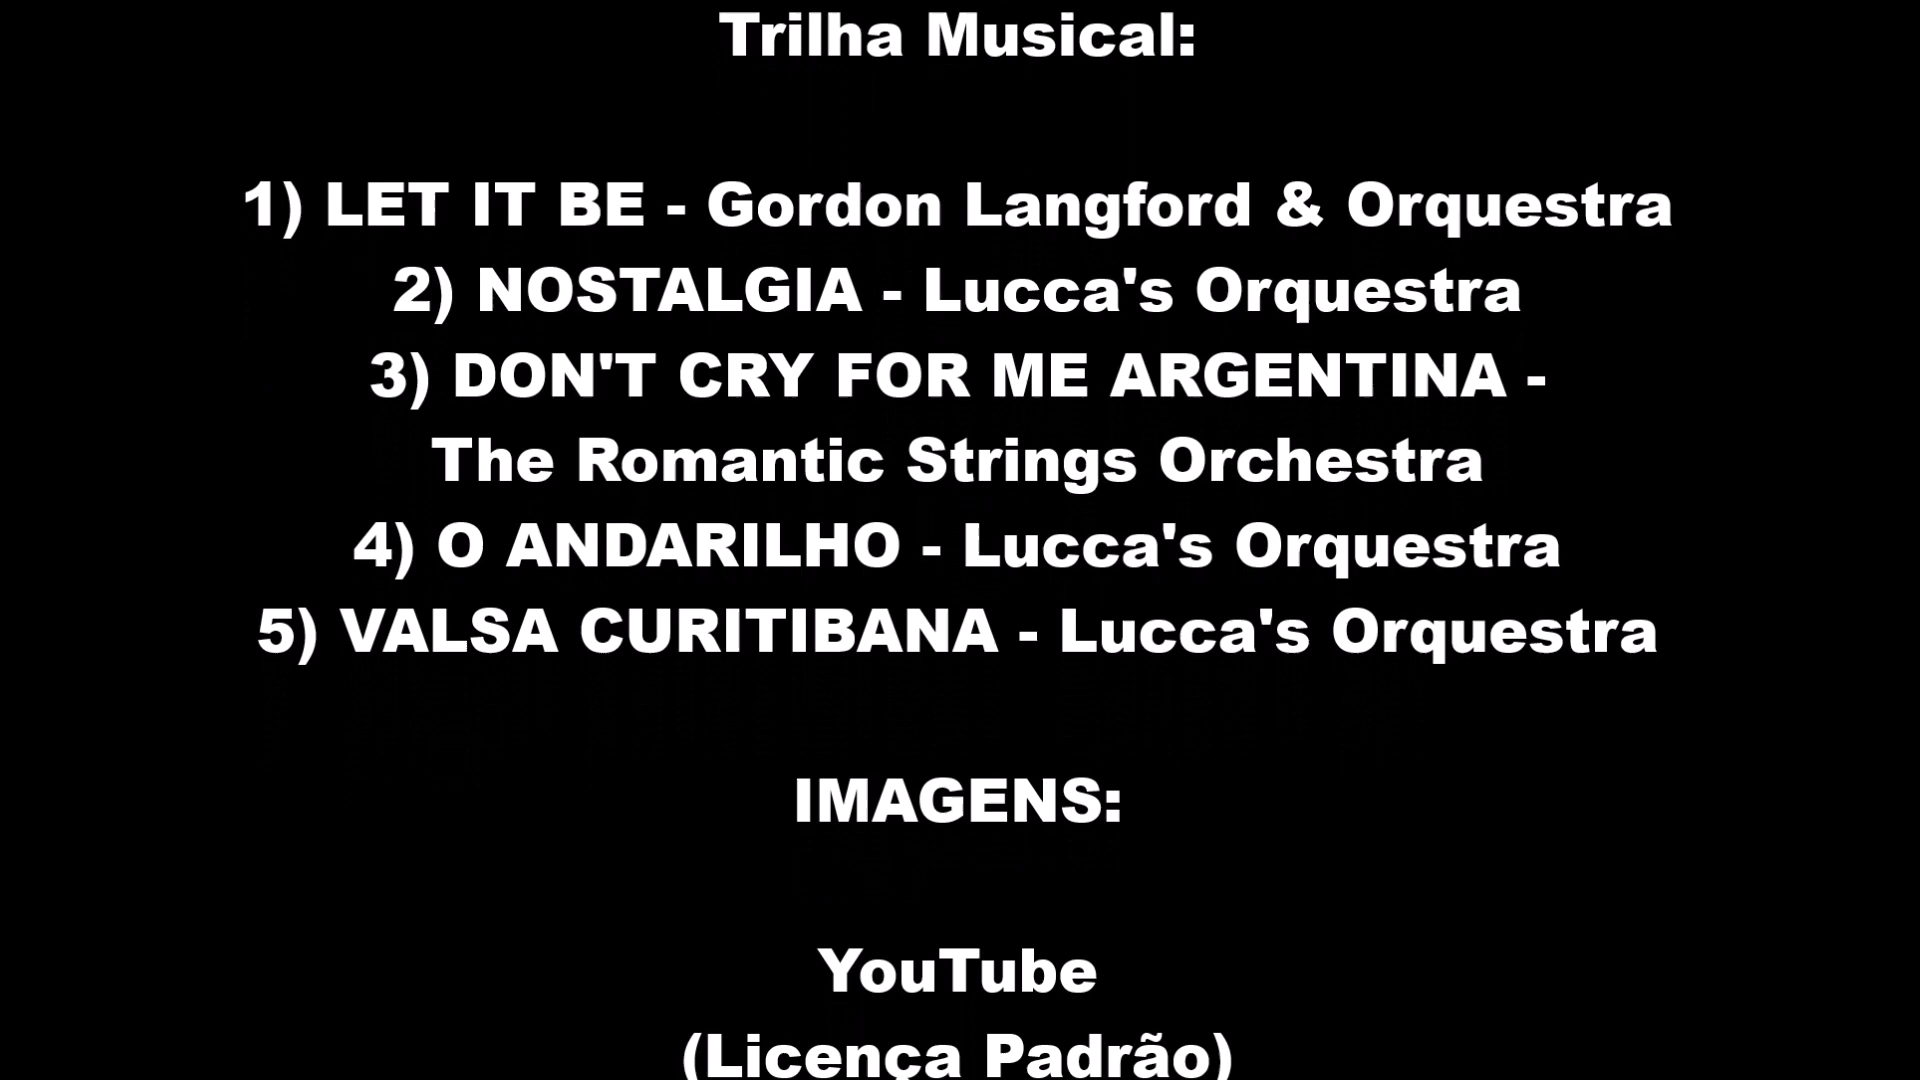 Trilha Musical:
1) LET IT BE - Gordon Langford & Orquestra
2) NOSTALGIA - Lucca's Orquestra
3) DON'T CRY FOR ME ARGENTINA -
The Romantic Strings Orchestra
4) O ANDARILHO - Lucca's Orquestra
5) VALSA CURITIBANA - Lucca's Orquestra
IMAGENS:
YouTube
(Licença Padrão)